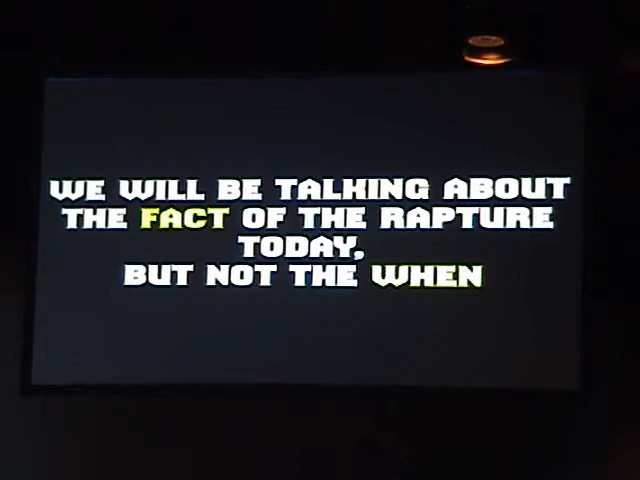 WE WILL BE TALKING ABOUT
THE FACT OF THE RAPTURE
TODAY,
BUT NOT THE WHEN